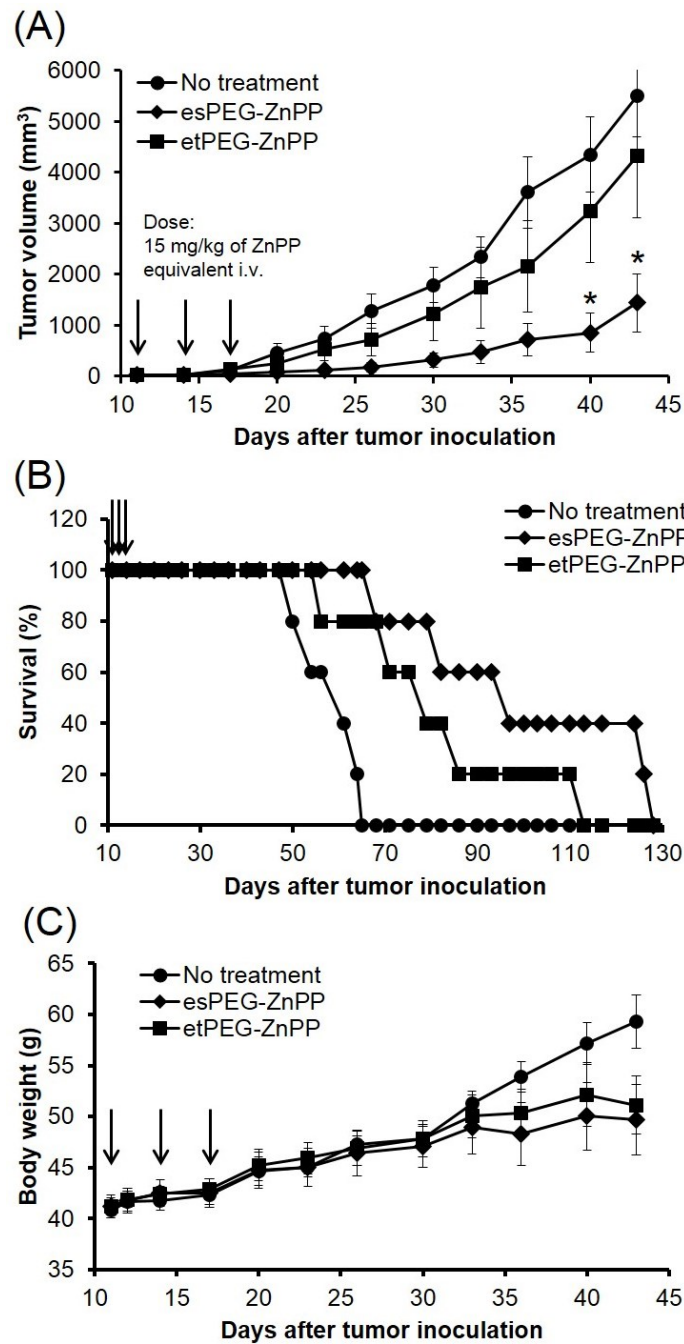 (A)
6000
5000
4000
3000
2000
1000
0
Tumor volume (mm³)
No treatment
esPEG-ZnPP
etPEG-ZnPP
Dose:
15 mg/kg of ZnPP
equivalent i.v.
*
*
10 15 20 25 30 35 40 45
Days after tumor inoculation
(B)
120
100
80
60
40
20
0
Survival (%)
No treatment
esPEG-ZnPP
etPEG-ZnPP
10 30 50 70 90 110 130
Days after tumor inoculation
(C)
65
60
55
50
45
40
35
Body weight (g)
No treatment
esPEG-ZnPP
etPEG-ZnPP
10 15 20 25 30 35 40 45
Days after tumor inoculation